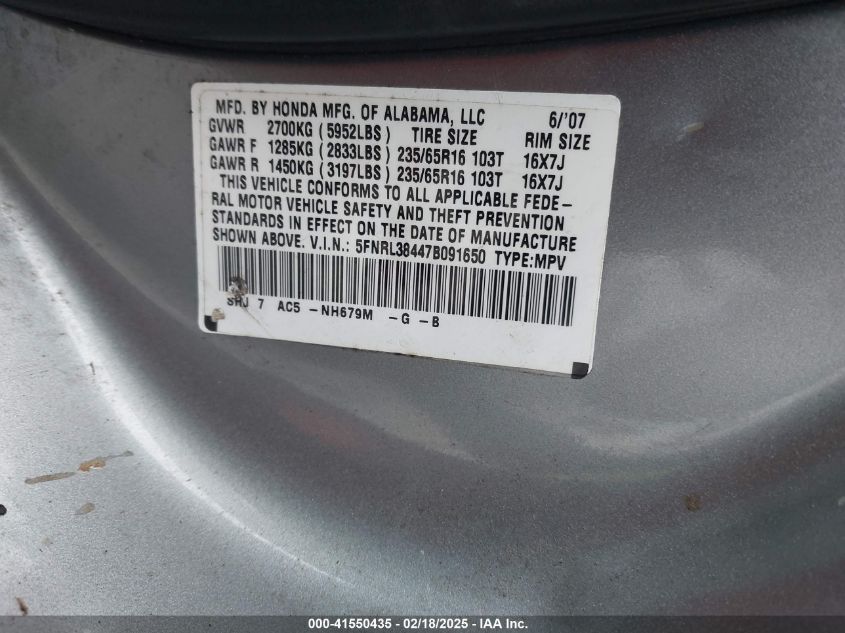 MFD. BY HONDA MFG. OF ALABAMA, LLC 6/'07
GVWR 2700KG (5952LBS) TIRE SIZE RIM SIZE
GAWR F 1285KG (2833LBS) 235/65R16 103T 16X7J
GAWR R 1450KG (3197LBS) 235/65R16 103T 16X7J
THIS VEHICLE CONFORMS TO ALL APPLICABLE FEDE-
RAL MOTOR VEHICLE SAFETY AND THEFT PREVENTION
STANDARDS IN EFFECT ON THE DATE OF MANUFACTURE
SHOWN ABOVE. V.I.N.: 5FNRL38447B091650 TYPE:MPV
SHJ 7 AC5 -NH679M -G -B
000-41550435 - 02/18/2025 - IAA Inc.